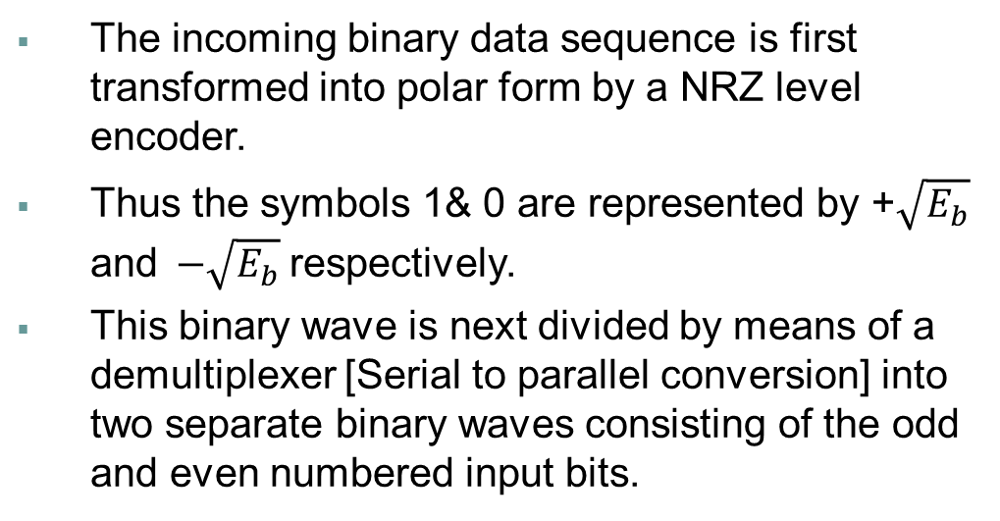 ▪ The incoming binary data sequence is first
transformed into polar form by a NRZ level
encoder.
▪ Thus the symbols 1& 0 are represented by +√E_b
and −√E_b respectively.
▪ This binary wave is next divided by means of a
demultiplexer [Serial to parallel conversion] into
two separate binary waves consisting of the odd
and even numbered input bits.